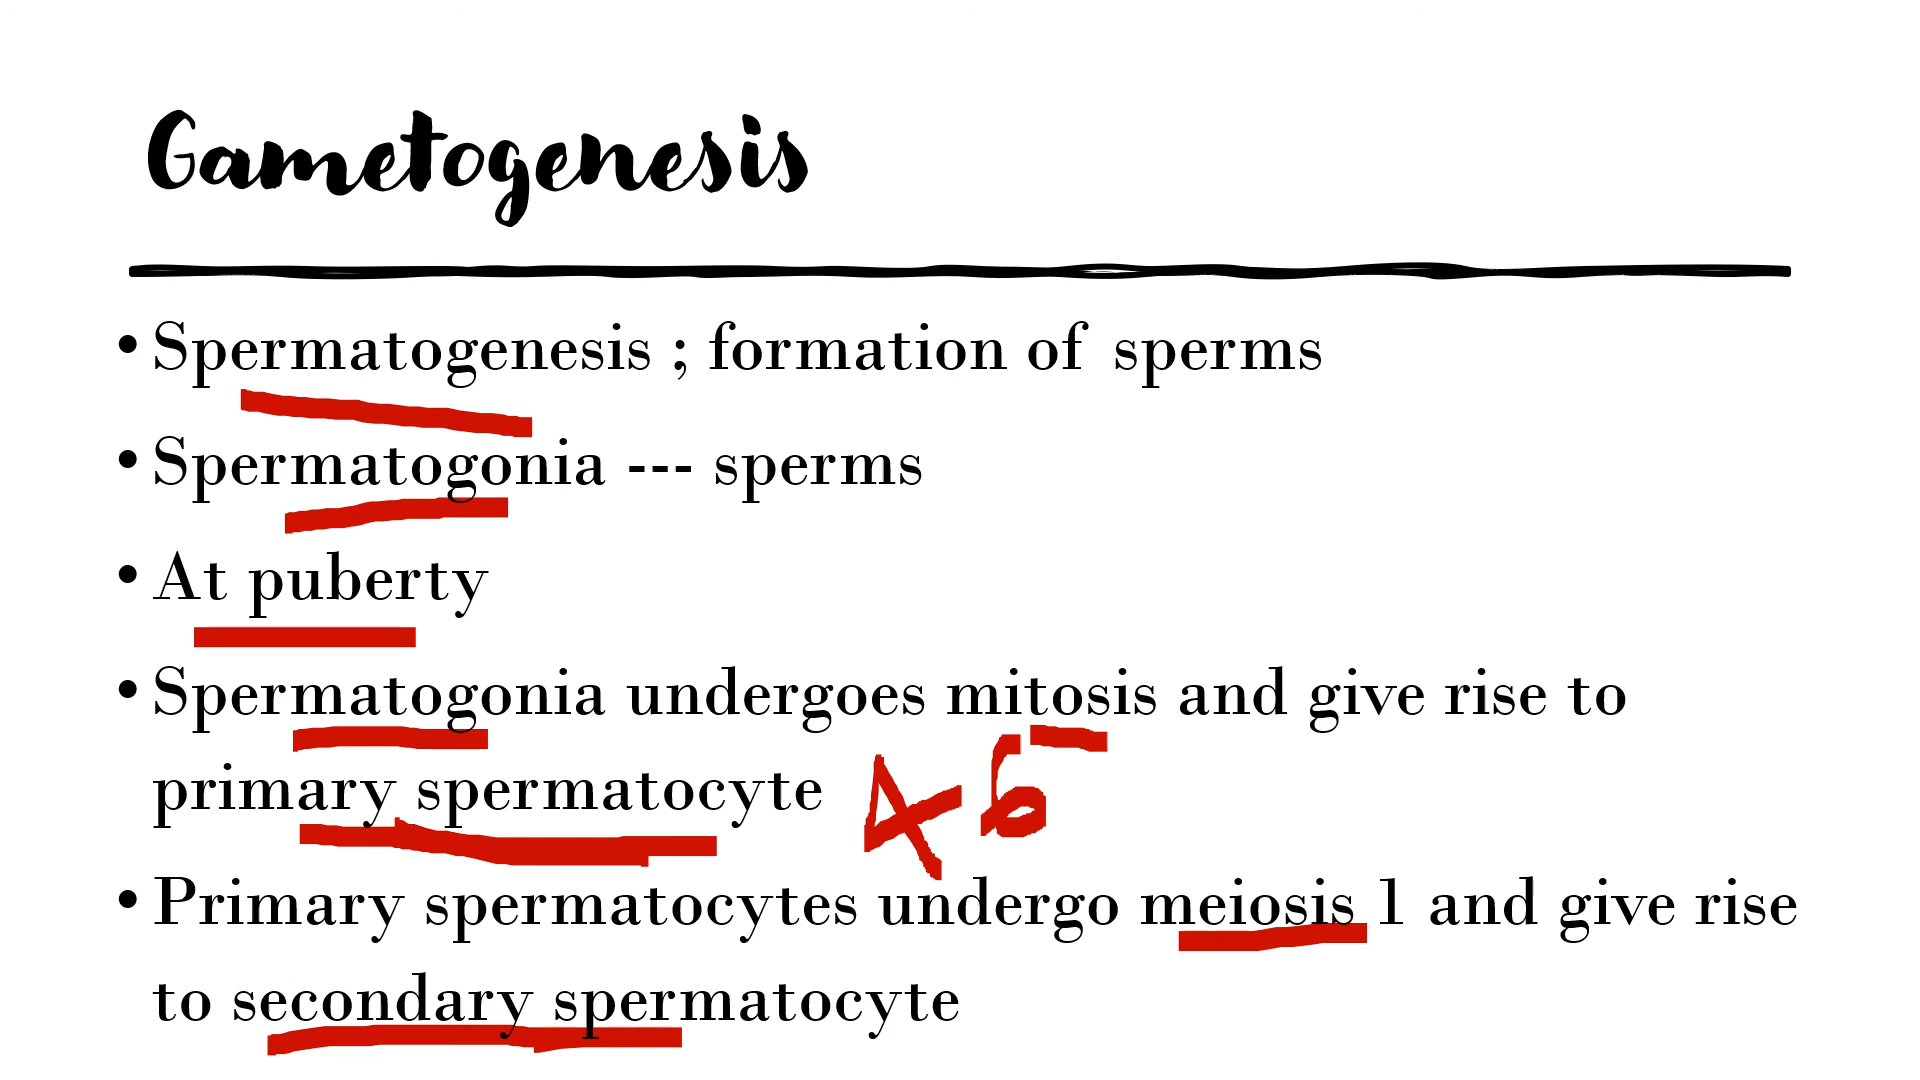 Gametogenesis
• Spermatogenesis ; formation of sperms
• Spermatogonia --- sperms
• At puberty
• Spermatogonia undergoes mitosis and give rise to
primary spermatocyte 46
• Primary spermatocytes undergo meiosis 1 and give rise
to secondary spermatocyte